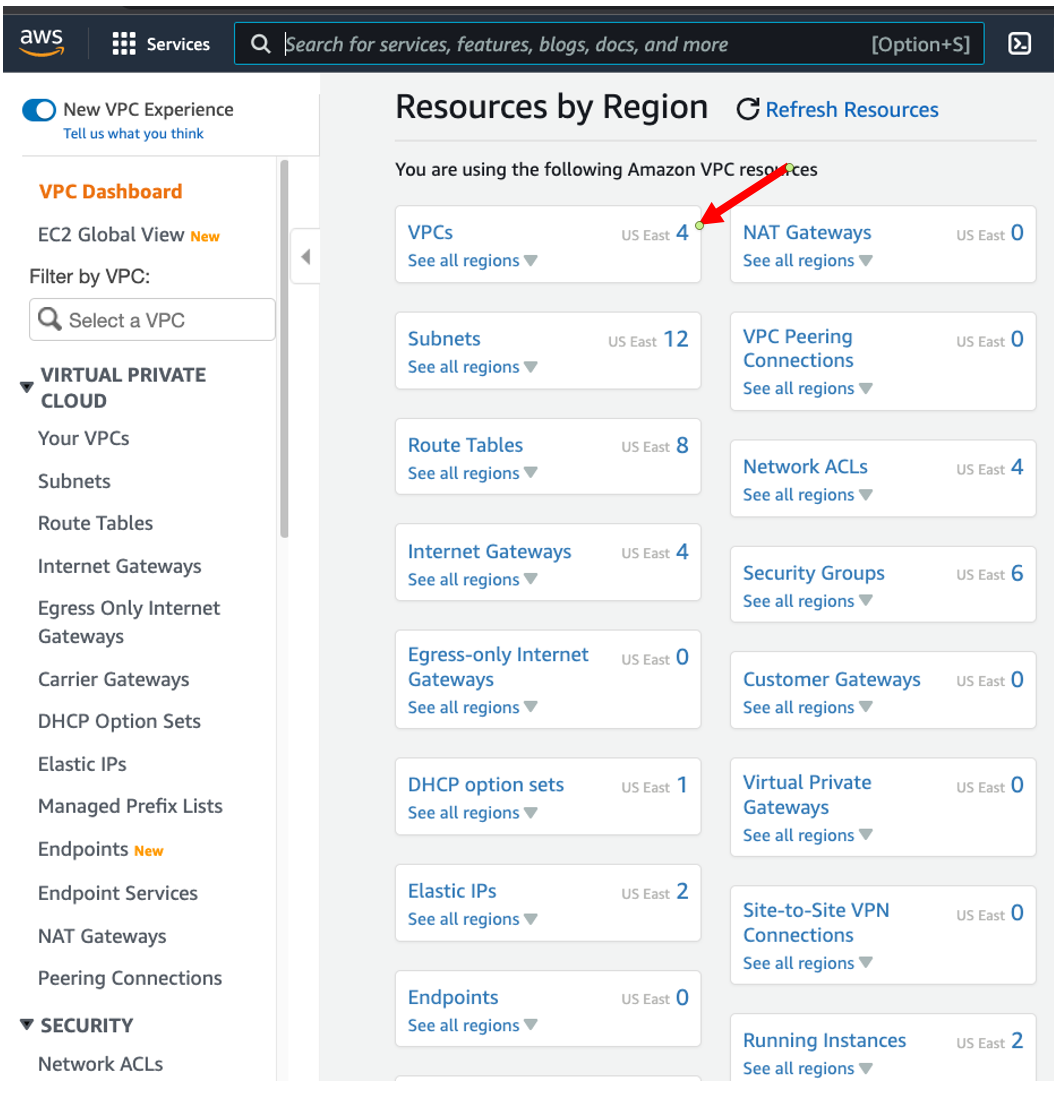 aws
Services
Search for services, features, blogs, docs, and more
[Option+S]
New VPC Experience
Tell us what you think
VPC Dashboard
EC2 Global View New
Filter by VPC:
Select a VPC
VIRTUAL PRIVATE
CLOUD
Your VPCs
Subnets
Route Tables
Internet Gateways
Egress Only Internet
Gateways
Carrier Gateways
DHCP Option Sets
Elastic IPs
Managed Prefix Lists
Endpoints New
Endpoint Services
NAT Gateways
Peering Connections
SECURITY
Network ACLs
Resources by Region
Refresh Resources
You are using the following Amazon VPC resources
VPCs
US East 4
See all regions
Subnets
US East 12
See all regions
Route Tables
US East 8
See all regions
Internet Gateways
US East 4
See all regions
Egress-only Internet
Gateways
US East 0
See all regions
DHCP option sets
US East 1
See all regions
Elastic IPs
US East 2
See all regions
Endpoints
US East 0
See all regions
NAT Gateways
US East 0
See all regions
VPC Peering
Connections
US East 0
See all regions
Network ACLs
US East 4
See all regions
Security Groups
US East 6
See all regions
Customer Gateways
US East 0
See all regions
Virtual Private
Gateways
US East 0
See all regions
Site-to-Site VPN
Connections
US East 0
See all regions
Running Instances
US East 2
See all regions